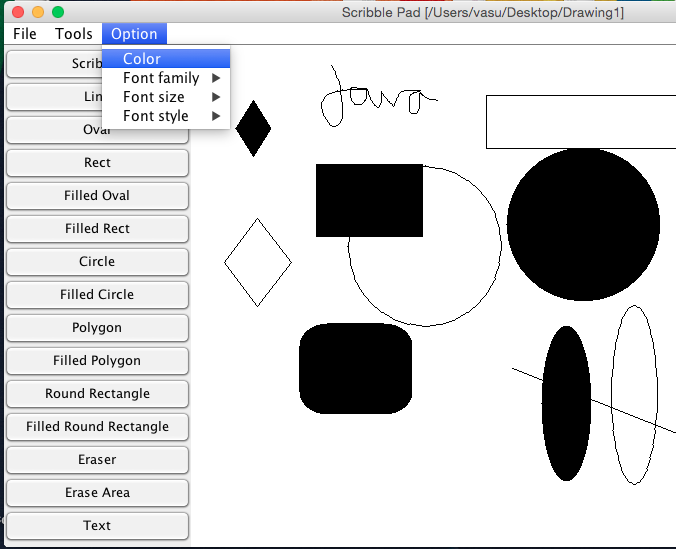 Scribble Pad [/Users/vasu/Desktop/Drawing1]
File Tools Option
Color
Font family
Font size
Font style
Scrib
Lin
Oval
Rect
Filled Oval
Filled Rect
Circle
Filled Circle
Polygon
Filled Polygon
Round Rectangle
Filled Round Rectangle
Eraser
Erase Area
Text
Java